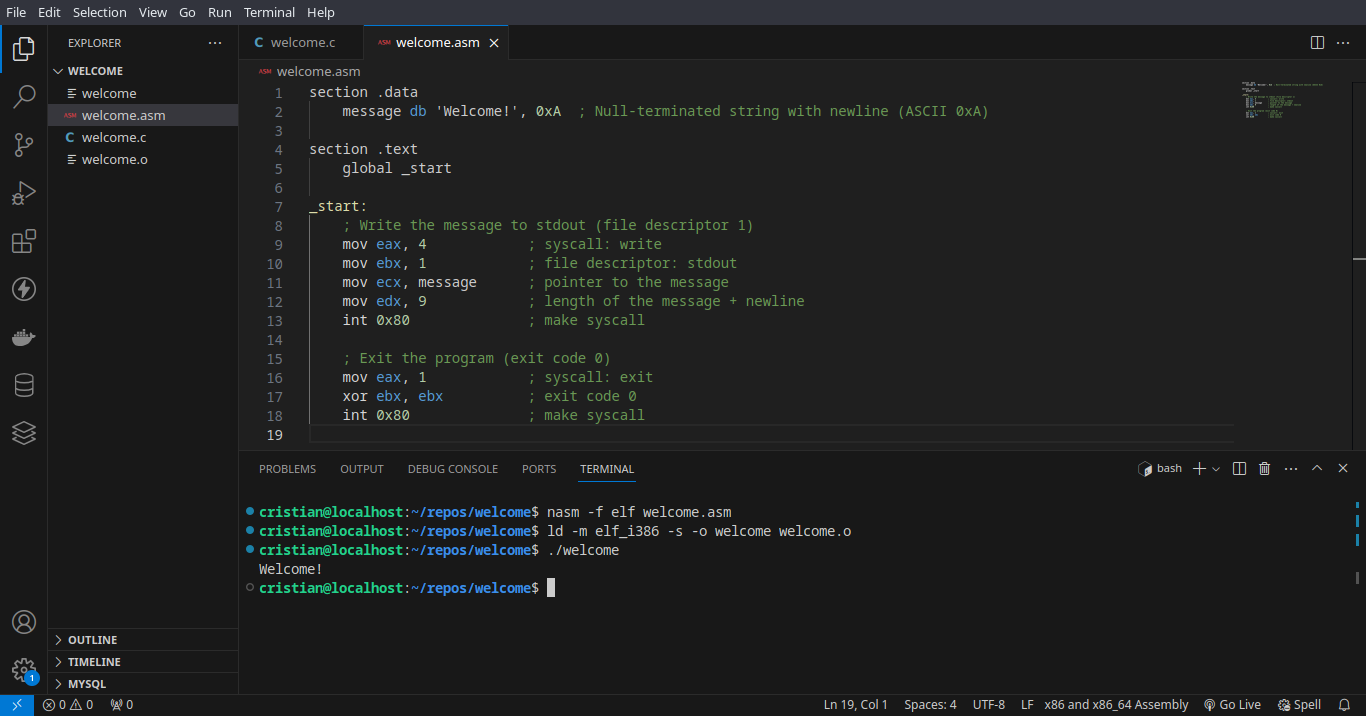 File Edit Selection View Go Run Terminal Help
EXPLORER ...
WELCOME
welcome
ASM welcome.asm
C welcome.c
welcome.o
OUTLINE
TIMELINE
MYSQL
1
C welcome.c ASM welcome.asm
ASM welcome.asm
1 section .data
2 message db 'Welcome!', 0xA ; Null-terminated string with newline (ASCII 0xA)
3
4 section .text
5 global _start
6
7 _start:
8 ; Write the message to stdout (file descriptor 1)
9 mov eax, 4 ; syscall: write
10 mov ebx, 1 ; file descriptor: stdout
11 mov ecx, message ; pointer to the message
12 mov edx, 9 ; length of the message + newline
13 int 0x80 ; make syscall
14
15 ; Exit the program (exit code 0)
16 mov eax, 1 ; syscall: exit
17 xor ebx, ebx ; exit code 0
18 int 0x80 ; make syscall
19
PROBLEMS OUTPUT DEBUG CONSOLE PORTS TERMINAL bash
cristian@localhost:~/repos/welcome$ nasm -f elf welcome.asm
cristian@localhost:~/repos/welcome$ ld -m elf_i386 -s -o welcome welcome.o
cristian@localhost:~/repos/welcome$ ./welcome
Welcome!
cristian@localhost:~/repos/welcome$
0 0 0 Ln 19, Col 1 Spaces: 4 UTF-8 LF x86 and x86_64 Assembly Go Live Spell